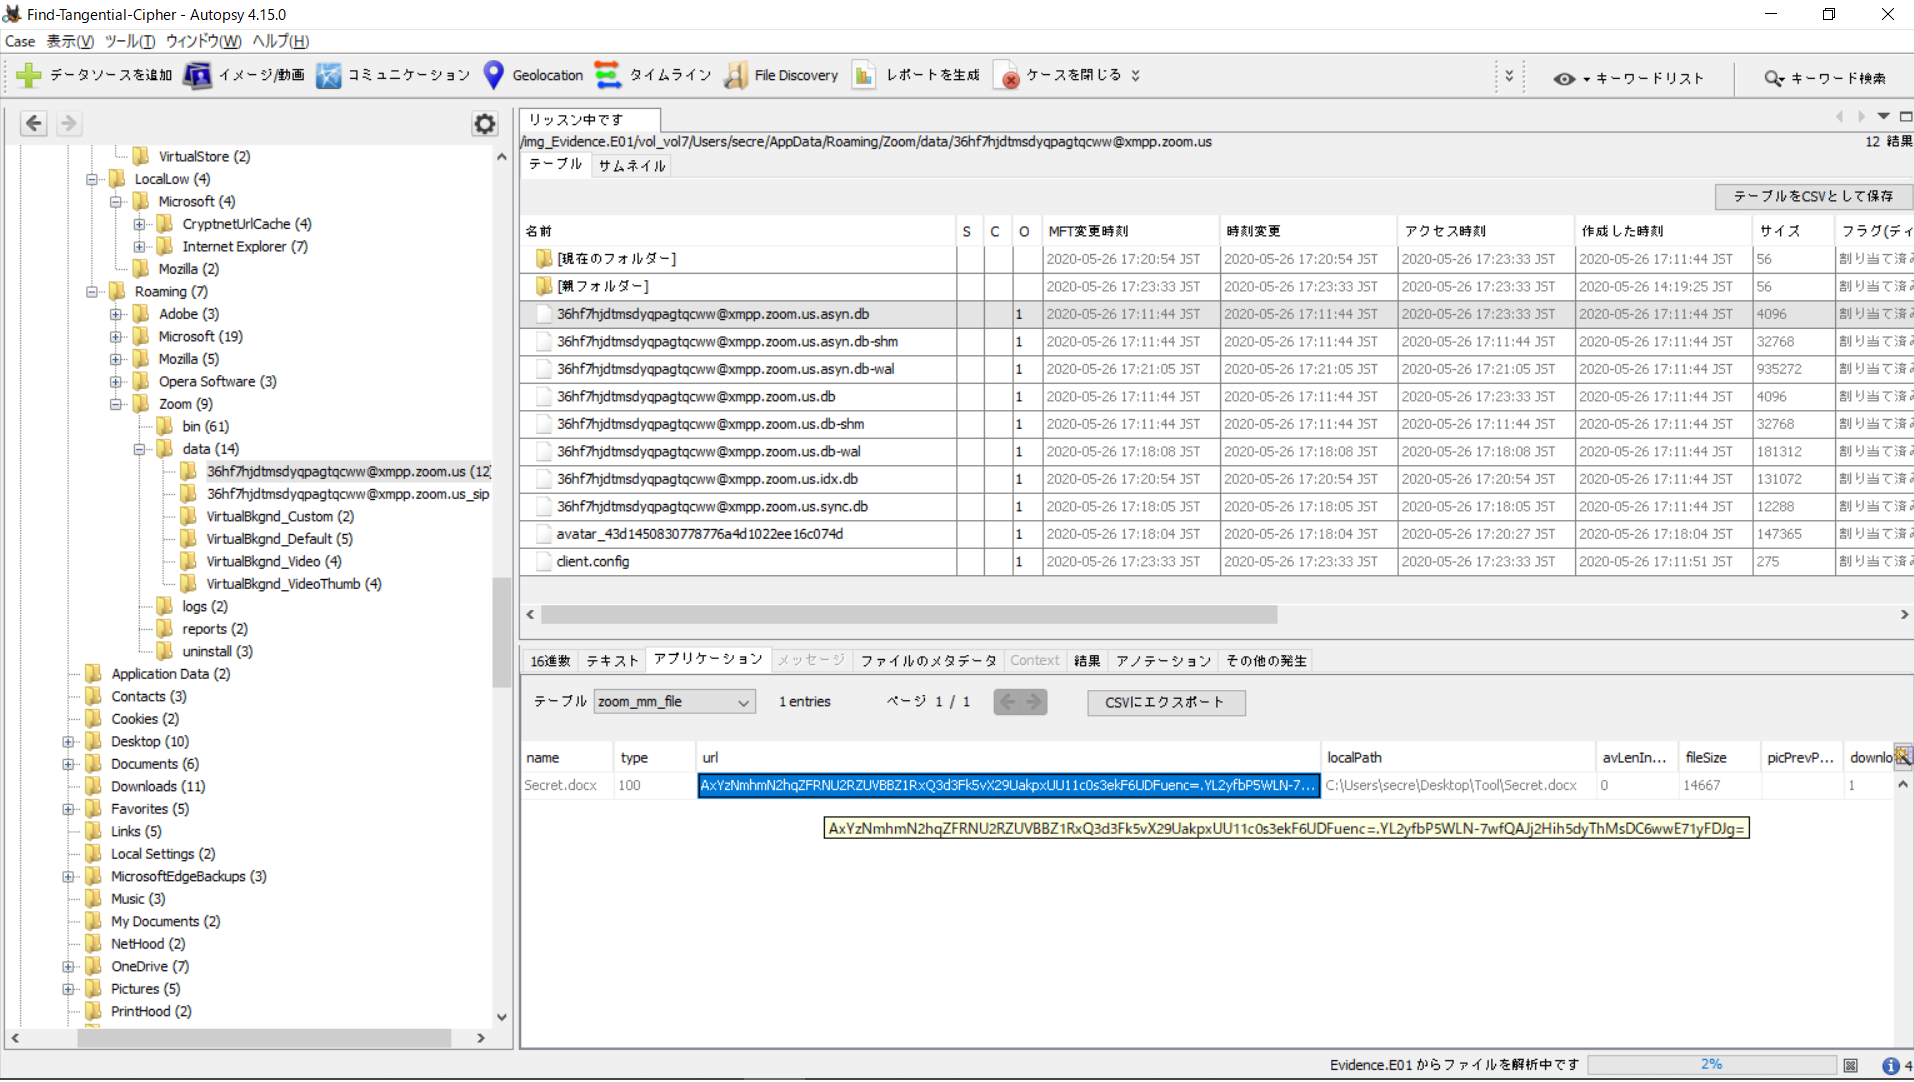 Find-Tangential-Cipher - Autopsy 4.15.0
Case 表示(V) ツール(T) ウィンドウ(W) ヘルプ(H)
データソースを追加 イメージ/動画 コミュニケーション Geolocation タイムライン File Discovery レポートを生成 ケースを閉じる キーワードリスト キーワード検索
VirtualStore (2)
LocalLow (4)
Microsoft (4)
CryptnetUrlCache (4)
Internet Explorer (7)
Mozilla (2)
Roaming (7)
Adobe (3)
Microsoft (19)
Mozilla (5)
Opera Software (3)
Zoom (9)
bin (61)
data (14)
36hf7hjdtmsdyqpagtqcww@xmpp.zoom.us (12)
36hf7hjdtmsdyqpagtqcww@xmpp.zoom.us_sip
VirtualBkgnd_Custom (2)
VirtualBkgnd_Default (5)
VirtualBkgnd_Video (4)
VirtualBkgnd_VideoThumb (4)
logs (2)
reports (2)
uninstall (3)
Application Data (2)
Contacts (3)
Cookies (2)
Desktop (10)
Documents (6)
Downloads (11)
Favorites (5)
Links (5)
Local Settings (2)
MicrosoftEdgeBackups (3)
Music (3)
My Documents (2)
NetHood (2)
OneDrive (7)
Pictures (5)
PrintHood (2)
リッスン中です
/img_Evidence.E01/vol_vol7/Users/secre/AppData/Roaming/Zoom/data/36hf7hjdtmsdyqpagtqcww@xmpp.zoom.us 12 結果
テーブル サムネイル
テーブルをCSVとして保存
名前 S C O MFT変更時刻 時刻変更 アクセス時刻 作成した時刻 サイズ フラグ(ディ
[現在のフォルダー] 2020-05-26 17:20:54 JST 2020-05-26 17:20:54 JST 2020-05-26 17:23:33 JST 2020-05-26 17:11:44 JST 56 割り当て済み
[親フォルダー] 2020-05-26 17:23:33 JST 2020-05-26 17:23:33 JST 2020-05-26 17:23:33 JST 2020-05-26 14:19:25 JST 56 割り当て済み
36hf7hjdtmsdyqpagtqcww@xmpp.zoom.us.asyn.db 1 2020-05-26 17:11:44 JST 2020-05-26 17:11:44 JST 2020-05-26 17:23:33 JST 2020-05-26 17:11:44 JST 4096 割り当て済み
36hf7hjdtmsdyqpagtqcww@xmpp.zoom.us.asyn.db-shm 1 2020-05-26 17:11:44 JST 2020-05-26 17:11:44 JST 2020-05-26 17:11:44 JST 2020-05-26 17:11:44 JST 32768 割り当て済み
36hf7hjdtmsdyqpagtqcww@xmpp.zoom.us.asyn.db-wal 1 2020-05-26 17:21:05 JST 2020-05-26 17:21:05 JST 2020-05-26 17:21:05 JST 2020-05-26 17:11:44 JST 935272 割り当て済み
36hf7hjdtmsdyqpagtqcww@xmpp.zoom.us.db 1 2020-05-26 17:11:44 JST 2020-05-26 17:11:44 JST 2020-05-26 17:23:33 JST 2020-05-26 17:11:44 JST 4096 割り当て済み
36hf7hjdtmsdyqpagtqcww@xmpp.zoom.us.db-shm 1 2020-05-26 17:11:44 JST 2020-05-26 17:11:44 JST 2020-05-26 17:11:44 JST 2020-05-26 17:11:44 JST 32768 割り当て済み
36hf7hjdtmsdyqpagtqcww@xmpp.zoom.us.db-wal 1 2020-05-26 17:18:08 JST 2020-05-26 17:18:08 JST 2020-05-26 17:18:08 JST 2020-05-26 17:11:44 JST 181312 割り当て済み
36hf7hjdtmsdyqpagtqcww@xmpp.zoom.us.idx.db 1 2020-05-26 17:20:54 JST 2020-05-26 17:20:54 JST 2020-05-26 17:20:54 JST 2020-05-26 17:11:44 JST 131072 割り当て済み
36hf7hjdtmsdyqpagtqcww@xmpp.zoom.us.sync.db 1 2020-05-26 17:18:05 JST 2020-05-26 17:18:05 JST 2020-05-26 17:18:05 JST 2020-05-26 17:11:44 JST 12288 割り当て済み
avatar_43d1450830778776a4d1022ee16c074d 1 2020-05-26 17:18:04 JST 2020-05-26 17:18:04 JST 2020-05-26 17:20:27 JST 2020-05-26 17:18:04 JST 147365 割り当て済み
client.config 1 2020-05-26 17:23:33 JST 2020-05-26 17:23:33 JST 2020-05-26 17:23:33 JST 2020-05-26 17:11:51 JST 275 割り当て済み
16進数 テキスト アプリケーション メッセージ ファイルのメタデータ Context 結果 アノテーション その他の発生
テーブル zoom_mm_file 1 entries ページ 1 / 1 CSVにエクスポート
name type url localPath avLenIn... fileSize picPrevP... downlo
Secret.docx 100 AxYzNmhmN2hqZFRNU2RZUVBBZ1RxQ3d3Fk5vX29UakpxUU11c0s3ekF6UDFuenc=.YL2yfbP5WLN-7... C:\Users\secre\Desktop\Tool\Secret.docx 0 14667 1
AxYzNmhmN2hqZFRNU2RZUVBBZ1RxQ3d3Fk5vX29UakpxUU11c0s3ekF6UDFuenc=.YL2yfbP5WLN-7wfQAJj2Hih5dyThMsDC6wwE71yFDJg=
Evidence.E01 からファイルを解析中です 2% 4